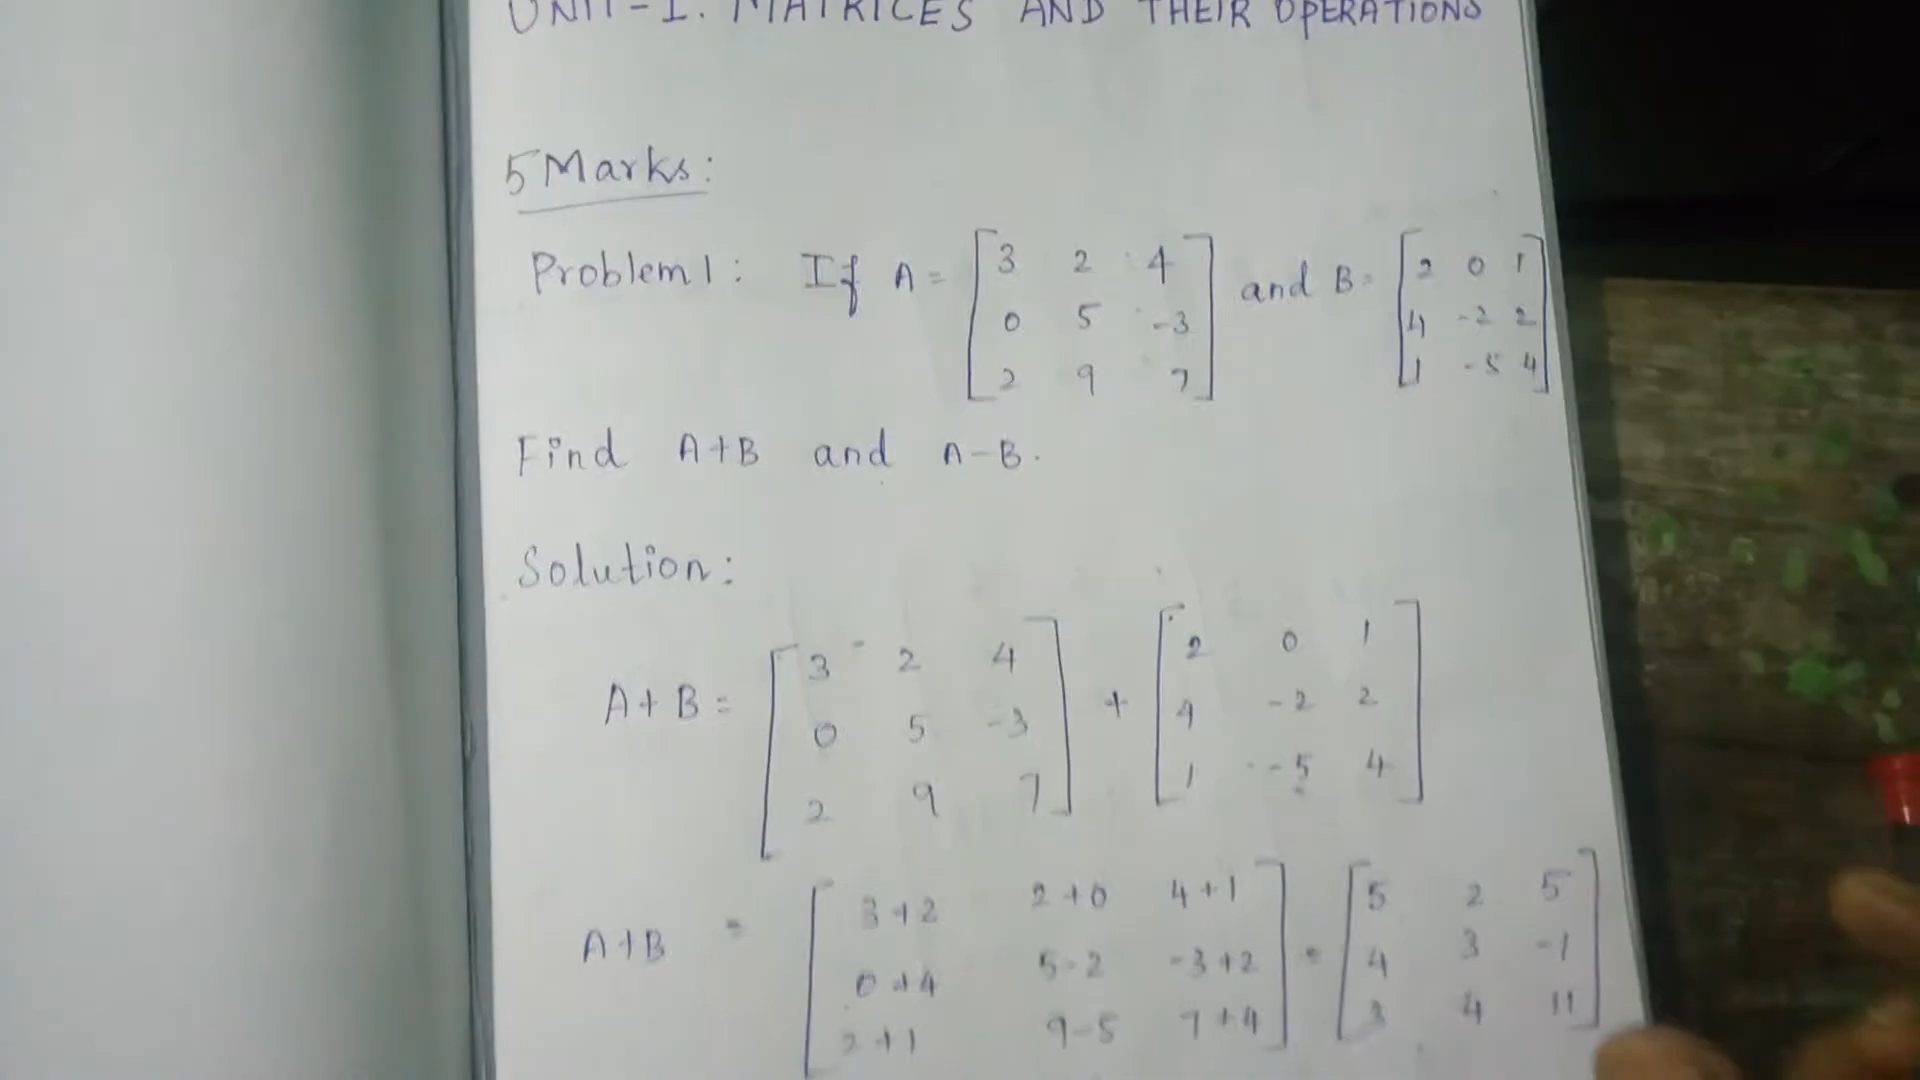 UNIT-I. MATRICES AND THEIR OPERATIONS
5 Marks:
Problem 1: If A = [3 2 4 and B = [2 0 1
0 5 -3 4 -2 2
2 9 7] 1 -5 4]
Find A+B and A-B.
Solution:
A+B = [3 2 4 + [2 0 1
0 5 -3 4 -2 2
2 9 7] 1 -5 4]
A+B = [3+2 2+0 4+1 = [5 2 5
0+4 5-2 -3+2 4 3 -1
2+1 9-5 7+4] 3 4 11]